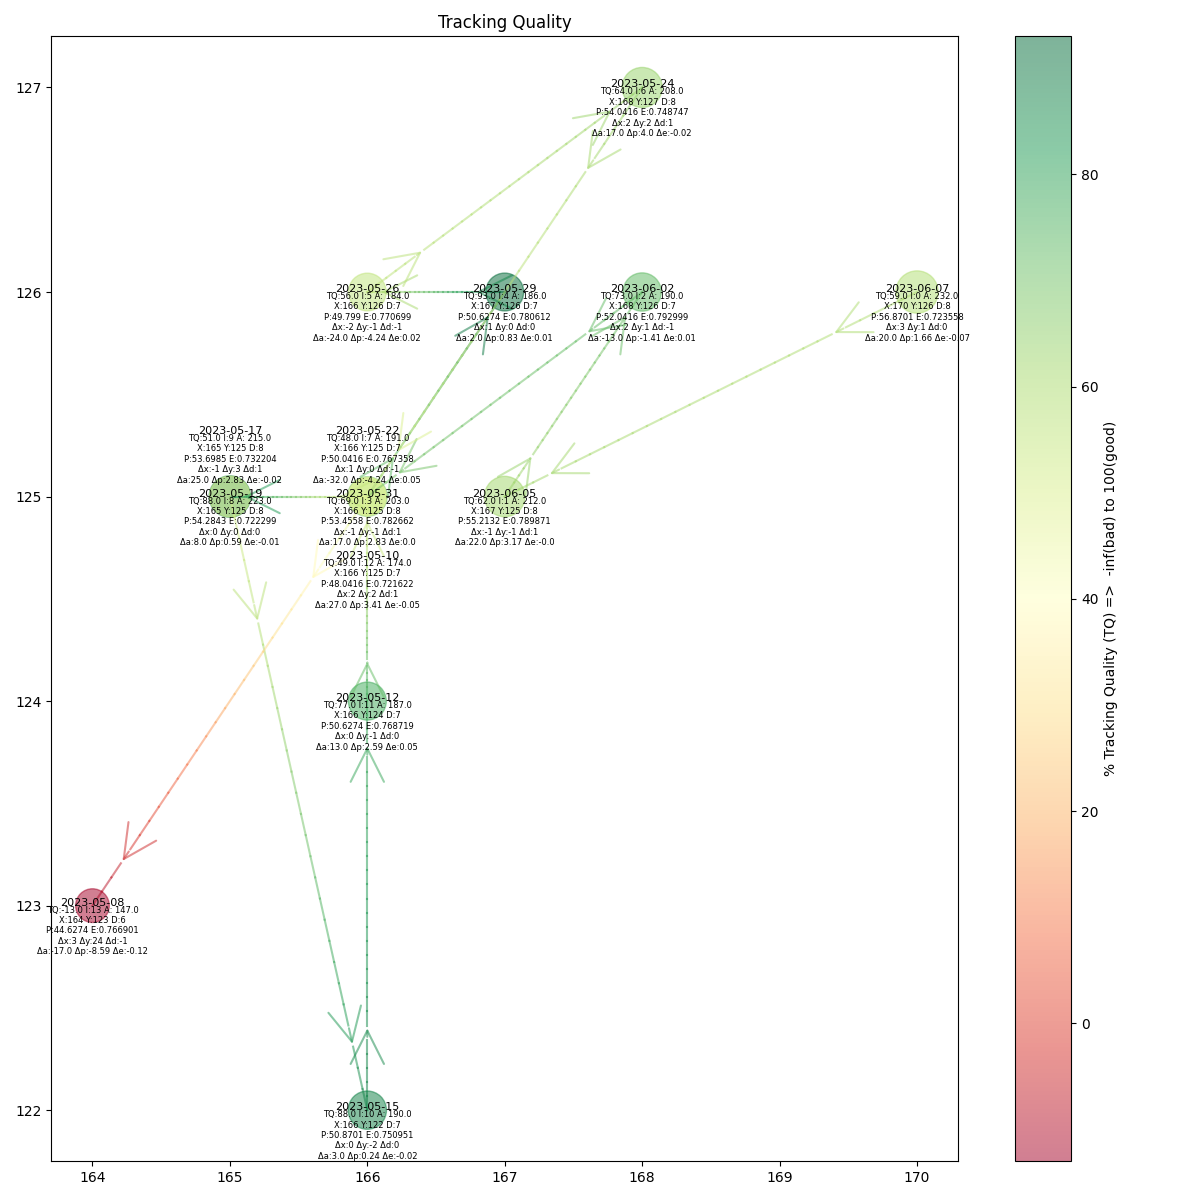 Tracking Quality
127
126
125
124
123
122
164
165
166
167
168
169
170
2023-05-24
TQ:64.0 I:6 A: 208.0
X:168 Y:127 D:8
P:54.0416 E:0.748747
Δx:2 Δy:2 Δd:1
Δa:17.0 Δp:4.0 Δe:-0.02
2023-05-26
TQ:56.0 I:5 A: 184.0
X:166 Y:126 D:7
P:49.799 E:0.770699
Δx:-2 Δy:-1 Δd:-1
Δa:-24.0 Δp:-4.24 Δe:0.02
2023-05-29
TQ:95.0 I:4 A: 186.0
X:167 Y:126 D:7
P:50.6274 E:0.780612
Δx:1 Δy:0 Δd:0
Δa:2.0 Δp:0.83 Δe:0.01
2023-06-02
TQ:73.0 I:2 A: 190.0
X:168 Y:126 D:7
P:52.0416 E:0.792999
Δx:2 Δy:1 Δd:-1
Δa:-13.0 Δp:-1.41 Δe:0.01
2023-06-07
TQ:59.0 I:0 A: 232.0
X:170 Y:126 D:8
P:56.8701 E:0.723558
Δx:3 Δy:1 Δd:0
Δa:20.0 Δp:1.66 Δe:-0.07
2023-05-17
TQ:51.0 I:9 A: 215.0
X:165 Y:125 D:8
P:53.6985 E:0.732204
Δx:-1 Δy:3 Δd:1
Δa:25.0 Δp:2.83 Δe:-0.02
2023-05-19
TQ:88.0 I:8 A: 223.0
X:165 Y:125 D:8
P:54.2843 E:0.722299
Δx:0 Δy:0 Δd:0
Δa:8.0 Δp:0.59 Δe:-0.01
2023-05-22
TQ:48.0 I:7 A: 191.0
X:166 Y:125 D:7
P:50.0416 E:0.767358
Δx:1 Δy:0 Δd:-1
Δa:-32.0 Δp:-4.24 Δe:0.05
2023-05-31
TQ:69.0 I:3 A: 203.0
X:166 Y:125 D:8
P:53.4558 E:0.782662
Δx:-1 Δy:-1 Δd:1
Δa:17.0 Δp:2.83 Δe:0.0
2023-05-10
TQ:49.0 I:12 A: 174.0
X:166 Y:125 D:7
P:48.0416 E:0.721622
Δx:2 Δy:2 Δd:1
Δa:27.0 Δp:3.41 Δe:-0.05
2023-06-05
TQ:62.0 I:1 A: 212.0
X:167 Y:125 D:8
P:55.2132 E:0.789871
Δx:-1 Δy:-1 Δd:1
Δa:22.0 Δp:3.17 Δe:-0.0
2023-05-12
TQ:77.0 I:11 A: 187.0
X:166 Y:124 D:7
P:50.6274 E:0.768719
Δx:0 Δy:-1 Δd:0
Δa:13.0 Δp:2.59 Δe:0.05
2023-05-08
TQ:-13.0 I:13 A: 147.0
X:164 Y:123 D:6
P:44.6274 E:0.766901
Δx:3 Δy:24 Δd:-1
Δa:-17.0 Δp:-8.59 Δe:-0.12
2023-05-15
TQ:88.0 I:10 A: 190.0
X:166 Y:122 D:7
P:50.8701 E:0.750951
Δx:0 Δy:-2 Δd:0
Δa:3.0 Δp:0.24 Δe:-0.02
80
60
40
20
0
% Tracking Quality (TQ) => -inf(bad) to 100(good)